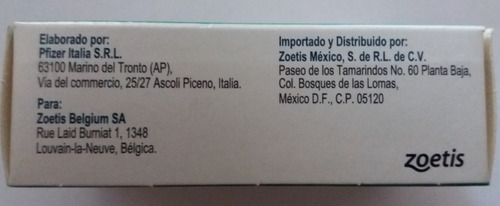 Elaborado por:
Pfizer Italia S.R.L.
63100 Marino del Tronto (AP),
Via del commercio, 25/27 Ascoli Piceno, Italia.
Para:
Zoetis Belgium SA
Rue Laid Burniat 1, 1348
Louvain-la-Neuve, Bélgica.
Importado y Distribuido por:
Zoetis México, S. de R.L. de C.V.
Paseo de los Tamarindos No. 60 Planta Baja,
Col. Bosques de las Lomas,
México D.F., C.P. 05120
zoetis